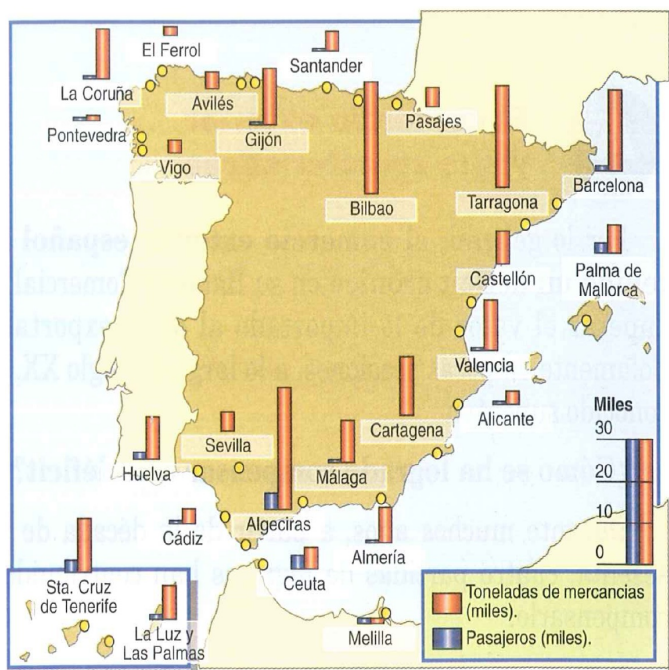 El Ferrol
Santander
La Coruña
Avilés
Gijón
Pasajes
Pontevedra
Vigo
Bilbao
Tarragona
Barcelona
Castellón
Palma de
Mallorca
Valencia
Alicante
Cartagena
Sevilla
Huelva
Málaga
Algeciras
Cádiz
Almería
Ceuta
Sta. Cruz
de Tenerife
La Luz y
Las Palmas
Melilla
Miles
30
20
10
0
Toneladas de mercancías
(miles).
Pasajeros (miles).